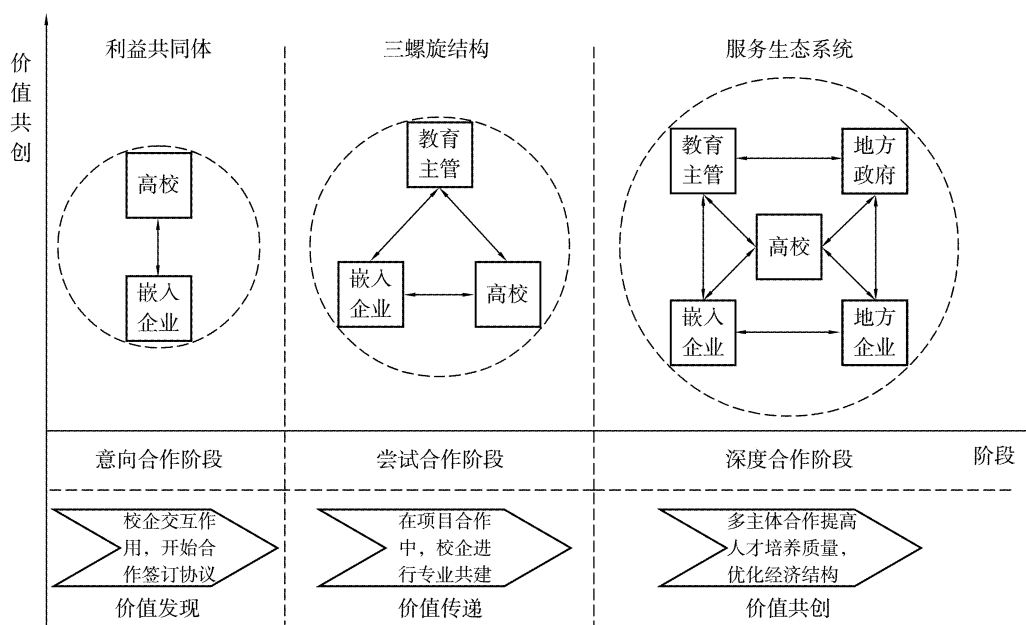 价
值
共
创
利益共同体
三螺旋结构
服务生态系统
高校
嵌入
企业
教育
主管
嵌入
企业
高校
教育
主管
地方
政府
高校
嵌入
企业
地方
企业
意向合作阶段
尝试合作阶段
深度合作阶段
阶段
校企交互作
用，开始合
作签订协议
在项目合作
中，校企进
行专业共建
多主体合作提高
人才培养质量，
优化经济结构
价值发现
价值传递
价值共创